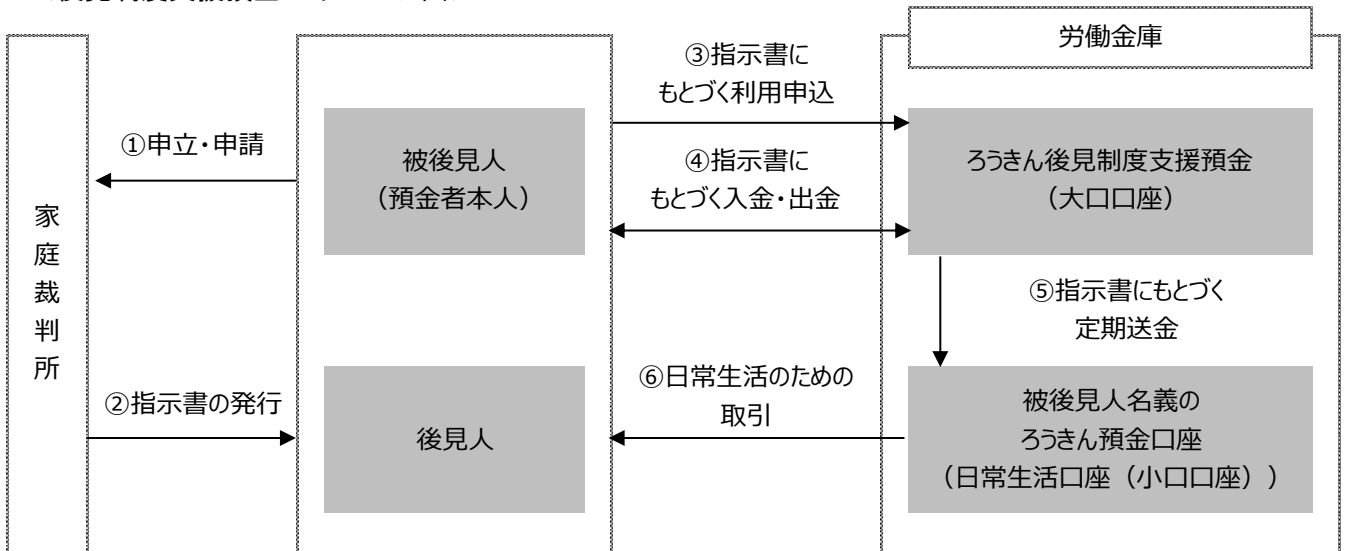 家
庭
裁
判
所
①申立・申請
②指示書の発行
被後見人
（預金者本人）
後見人
③指示書に
もとづく利用申込
④指示書に
もとづく入金・出金
⑥日常生活のための
取引
労働金庫
ろうきん後見制度支援預金
（大口口座）
⑤指示書にもとづく
定期送金
被後見人名義の
ろうきん預金口座
（日常生活口座（小口口座））